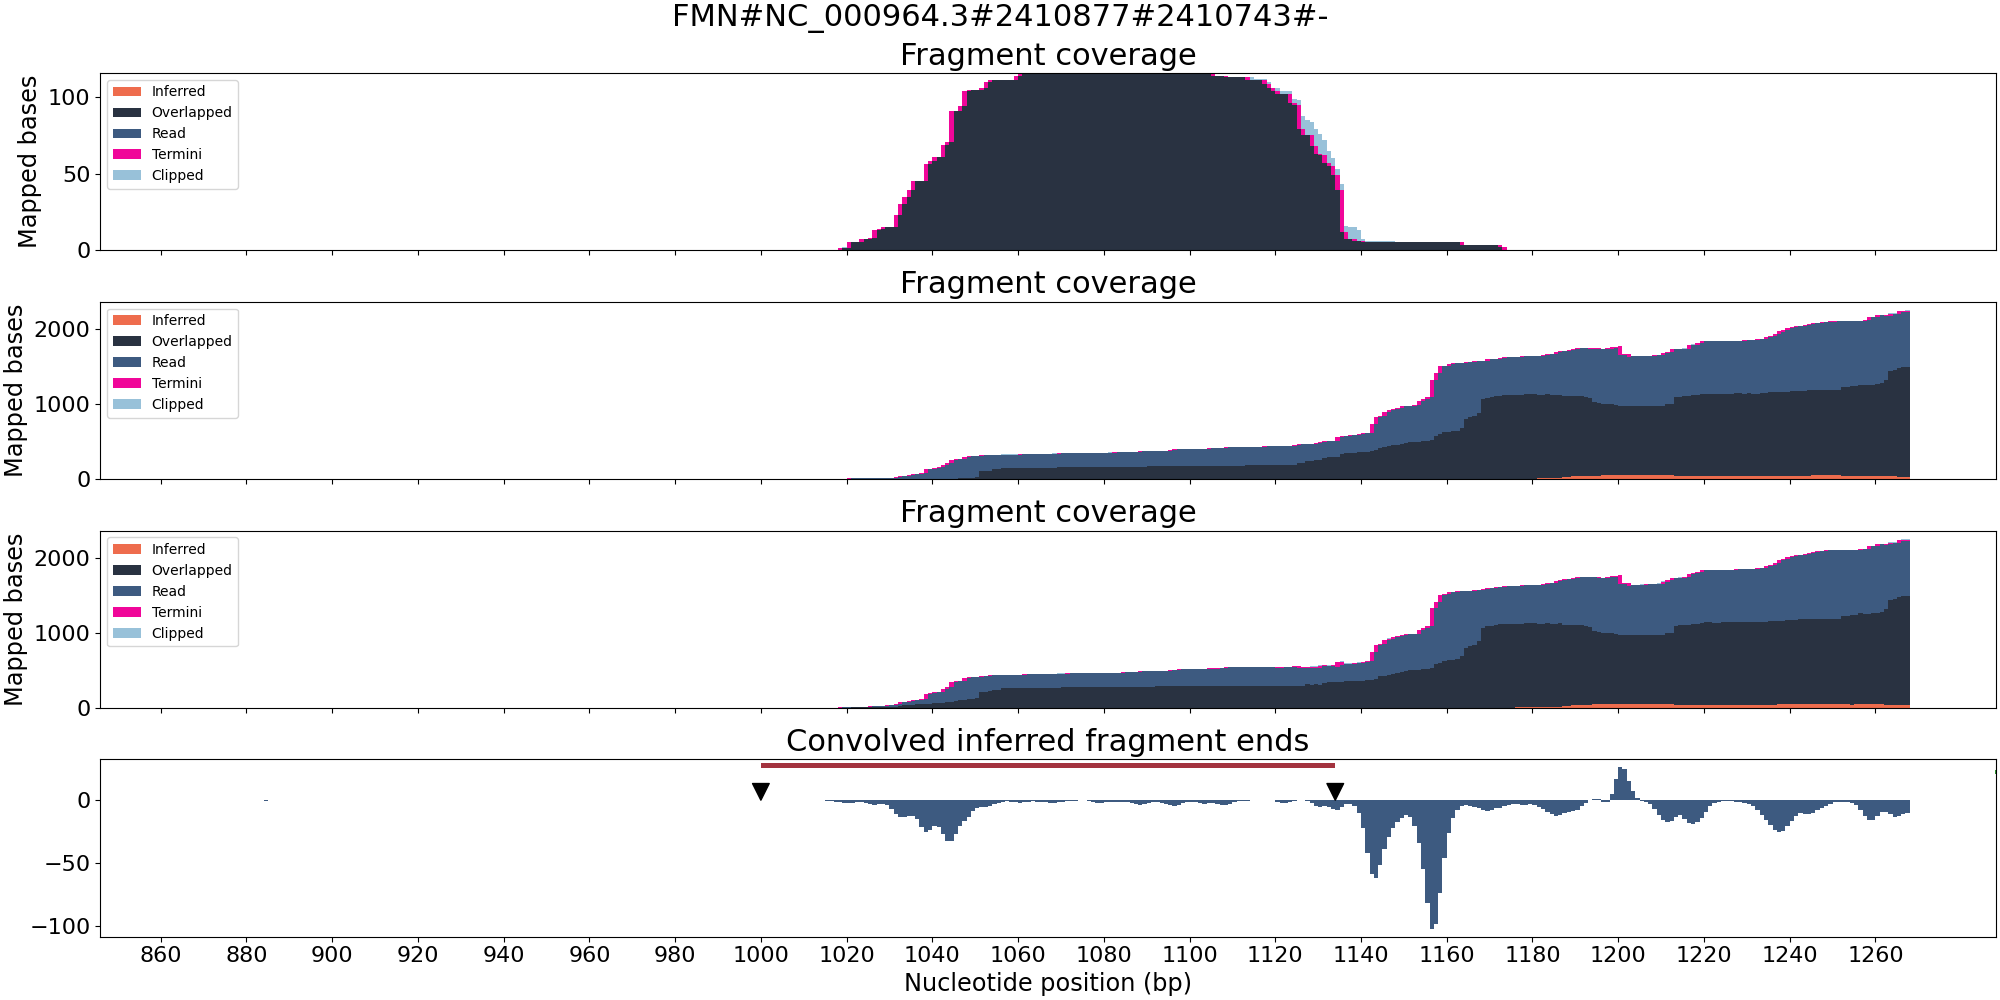 FMN#NC_000964.3#2410877#2410743#-
Fragment coverage
Mapped bases
100
50
0
Inferred
Overlapped
Read
Termini
Clipped
Fragment coverage
Mapped bases
2000
1000
0
Inferred
Overlapped
Read
Termini
Clipped
Fragment coverage
Mapped bases
2000
1000
0
Inferred
Overlapped
Read
Termini
Clipped
Convolved inferred fragment ends
0
−50
−100
860 880 900 920 940 960 980 1000 1020 1040 1060 1080 1100 1120 1140 1160 1180 1200 1220 1240 1260
Nucleotide position (bp)